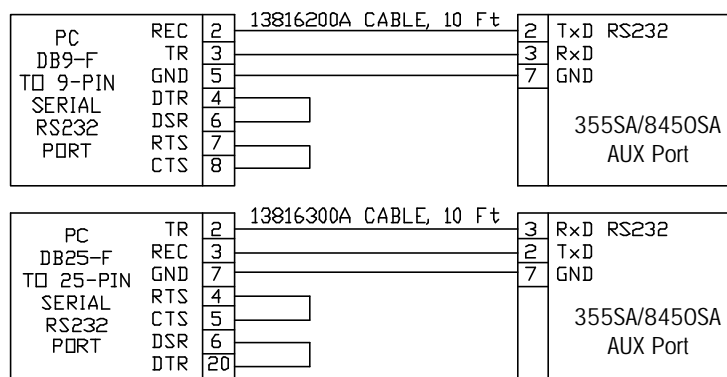 13816200A CABLE, 10 Ft
PC
DB9-F
TO 9-PIN
SERIAL
RS232
PORT
REC 2
TR 3
GND 5
DTR 4
DSR 6
RTS 7
CTS 8
2 TxD RS232
3 RxD
7 GND
355SA/8450SA
AUX Port
13816300A CABLE, 10 Ft
PC
DB25-F
TO 25-PIN
SERIAL
RS232
PORT
TR 2
REC 3
GND 7
RTS 4
CTS 5
DSR 6
DTR 20
3 RxD RS232
2 TxD
7 GND
355SA/8450SA
AUX Port